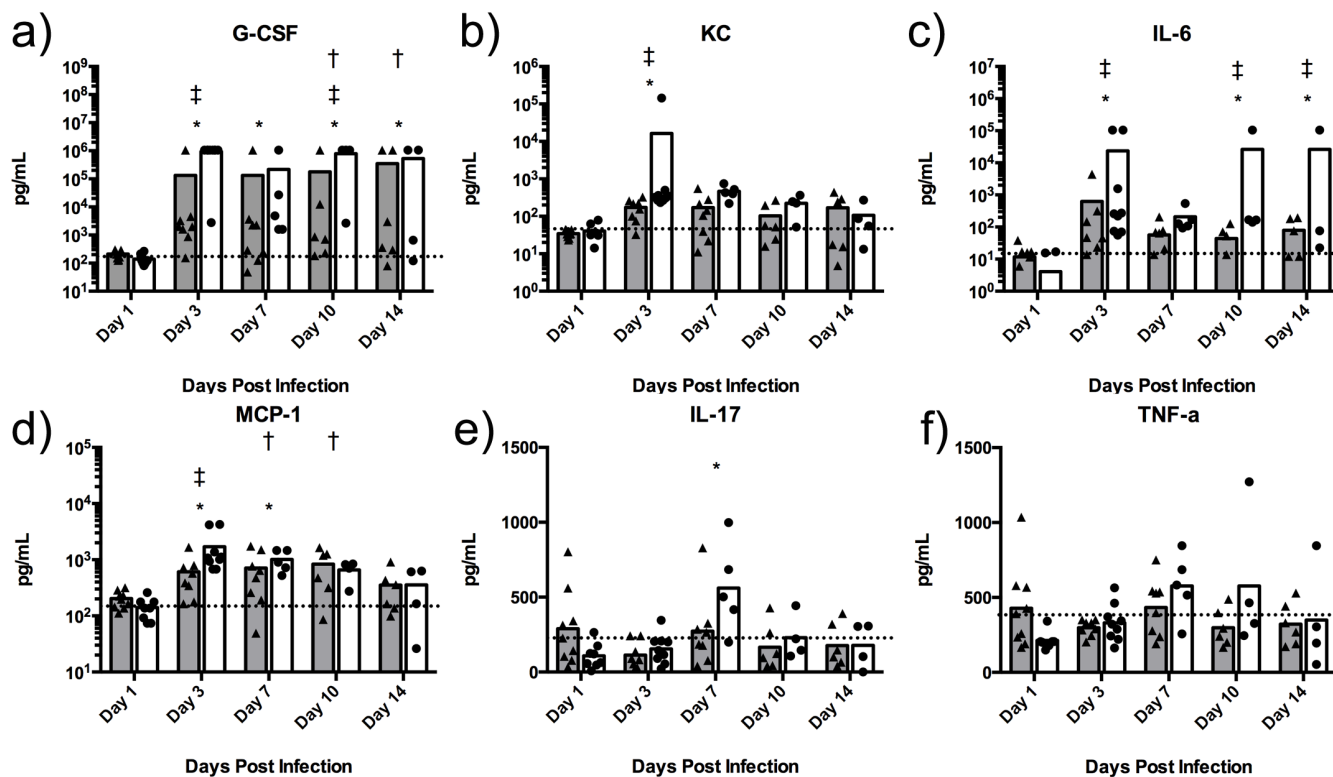 a)
G-CSF
† †
‡ ‡
* * * *
10⁹
10⁸
10⁷
10⁶
10⁵
10⁴
10³
10²
10¹
pg/mL
Day 1 Day 3 Day 7 Day 10 Day 14
Days Post Infection
b)
KC
‡
*
10⁶
10⁵
10⁴
10³
10²
10¹
10⁰
pg/mL
Day 1 Day 3 Day 7 Day 10 Day 14
Days Post Infection
c)
IL-6
‡ ‡ ‡
* * *
10⁷
10⁶
10⁵
10⁴
10³
10²
10¹
10⁰
pg/mL
Day 1 Day 3 Day 7 Day 10 Day 14
Days Post Infection
d)
MCP-1
† †
‡
* *
10⁵
10⁴
10³
10²
10¹
pg/mL
Day 1 Day 3 Day 7 Day 10 Day 14
Days Post Infection
e)
IL-17
*
1500
1000
500
0
pg/mL
Day 1 Day 3 Day 7 Day 10 Day 14
Days Post Infection
f)
TNF-a
1500
1000
500
0
pg/mL
Day 1 Day 3 Day 7 Day 10 Day 14
Days Post Infection